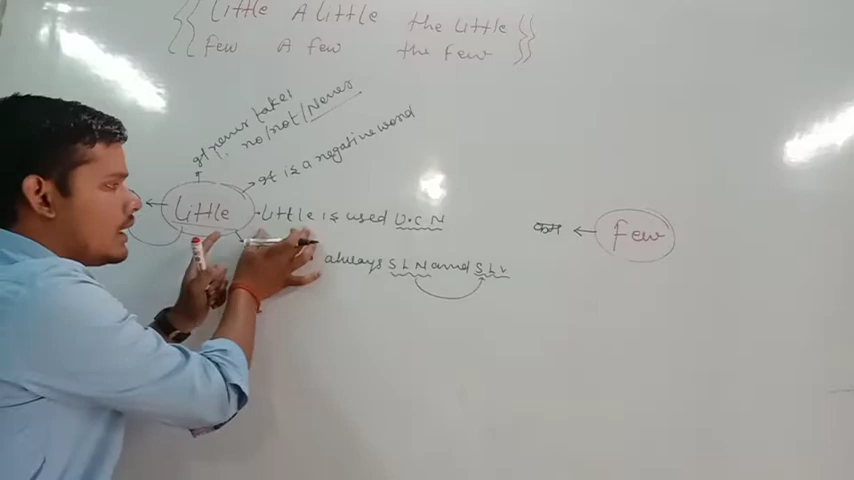 Little A Little The Little
Few A Few The Few
It never takes
no/not/Never
It is a negative word
Little
Little is used U.C.N
always S L N and S L V
Few